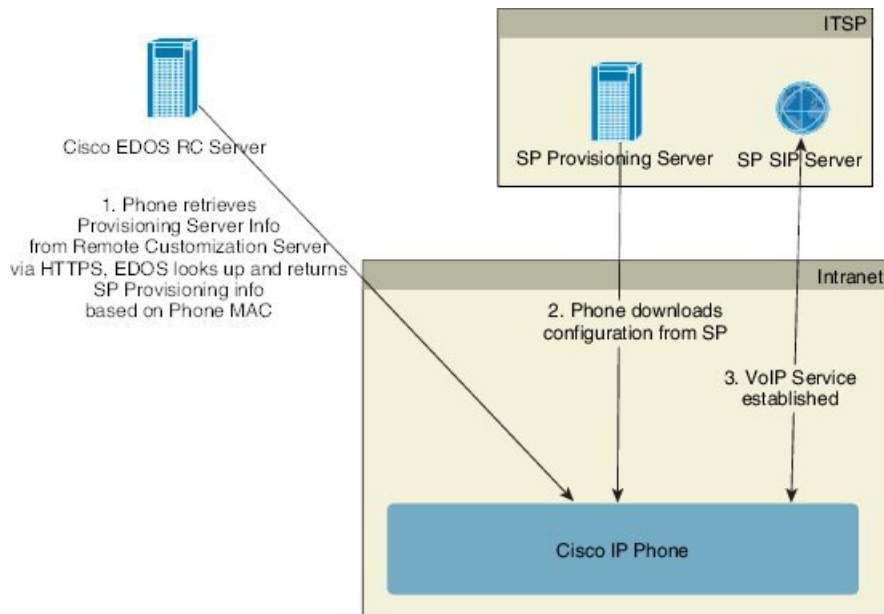 ITSP
Cisco EDOS RC Server
SP Provisioning Server
SP SIP Server
1. Phone retrieves
Provisioning Server Info
from Remote Customization Server
via HTTPS, EDOS looks up and returns
SP Provisioning info
based on Phone MAC
Intranet
2. Phone downloads
configuration from SP
3. VoIP Service
established
Cisco IP Phone